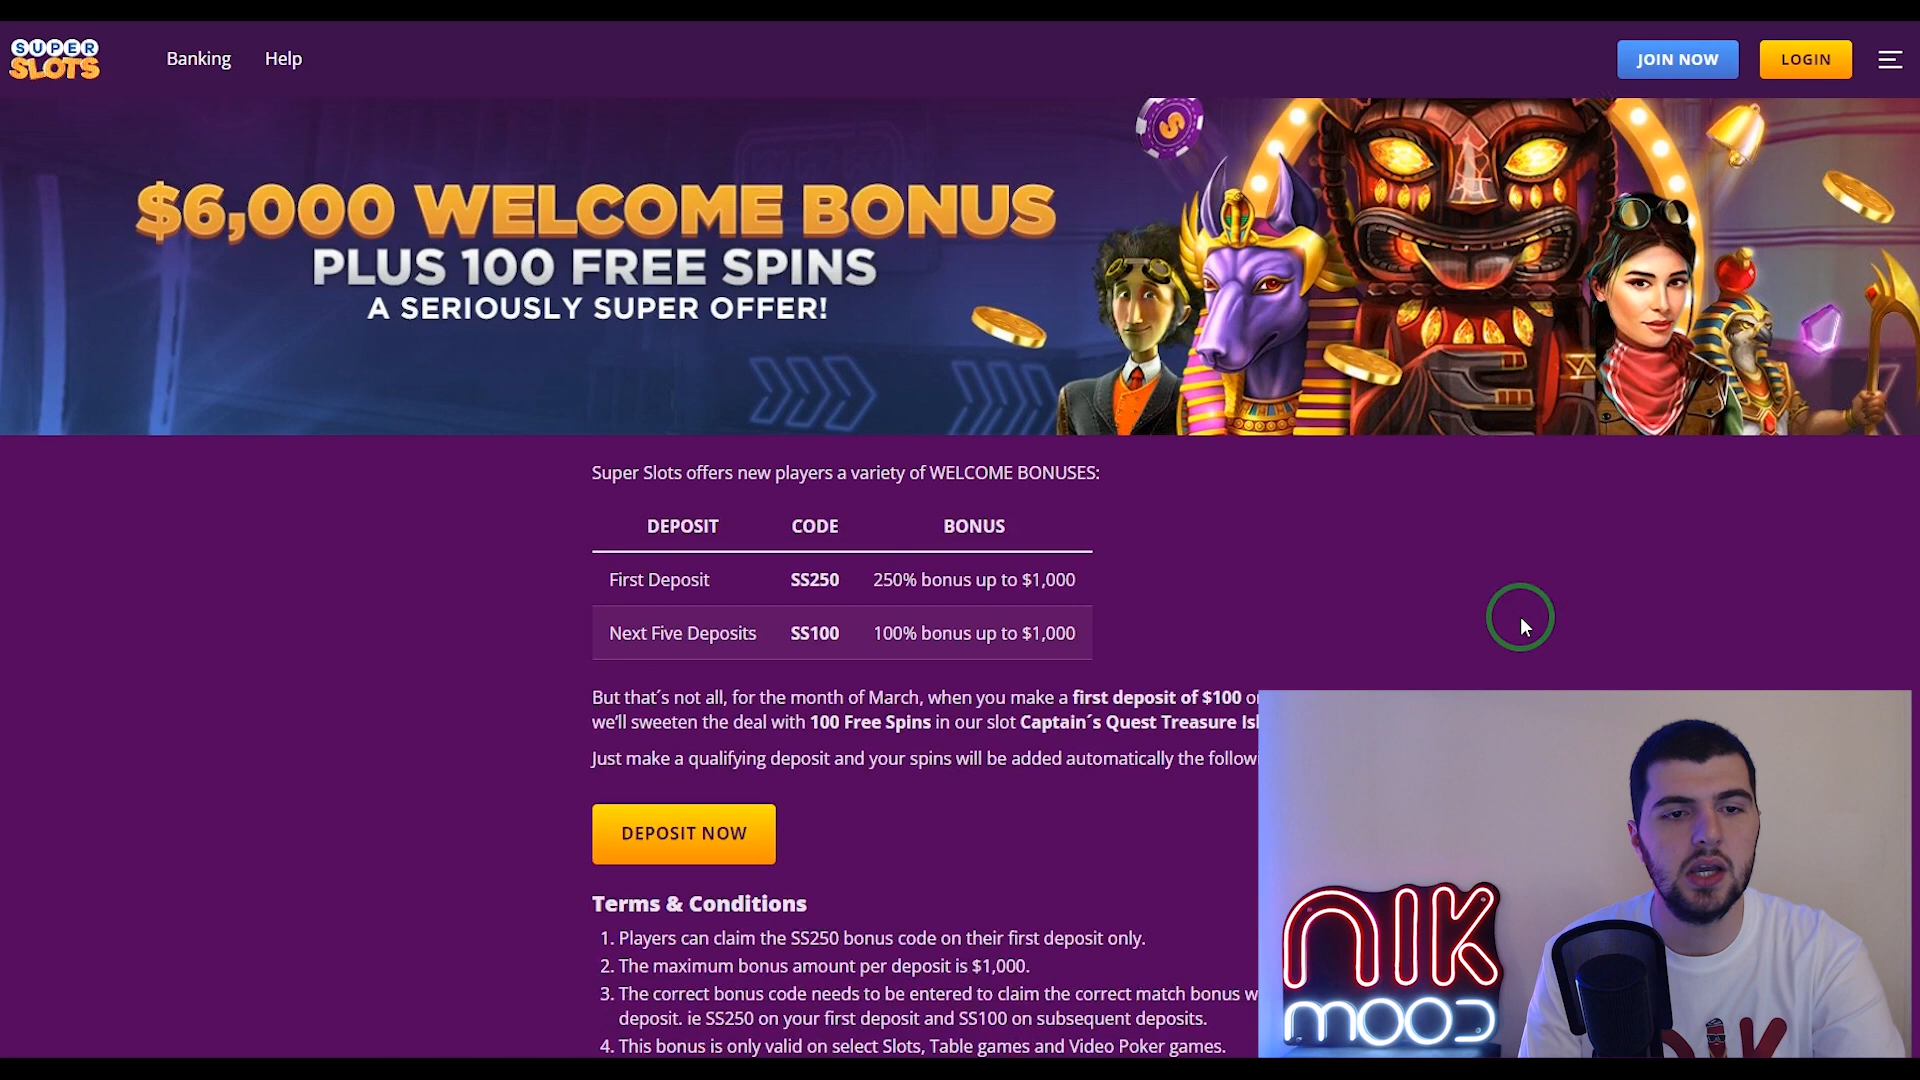 SUPER
SLOTS
Banking
Help
JOIN NOW
LOGIN
$6,000 WELCOME BONUS
PLUS 100 FREE SPINS
A SERIOUSLY SUPER OFFER!
Super Slots offers new players a variety of WELCOME BONUSES:
DEPOSIT CODE BONUS
First Deposit SS250 250% bonus up to $1,000
Next Five Deposits SS100 100% bonus up to $1,000
But that´s not all, for the month of March, when you make a first deposit of $100
we’ll sweeten the deal with 100 Free Spins in our slot Captain´s Quest Treasure
Just make a qualifying deposit and your spins will be added automatically the
DEPOSIT NOW
Terms & Conditions
1. Players can claim the SS250 bonus code on their first deposit only.
2. The maximum bonus amount per deposit is $1,000.
3. The correct bonus code needs to be entered to claim the correct match bonus
deposit. ie SS250 on your first deposit and SS100 on subsequent deposits.
4. This bonus is only valid on select Slots, Table games and Video Poker games.
NIK
MOOD